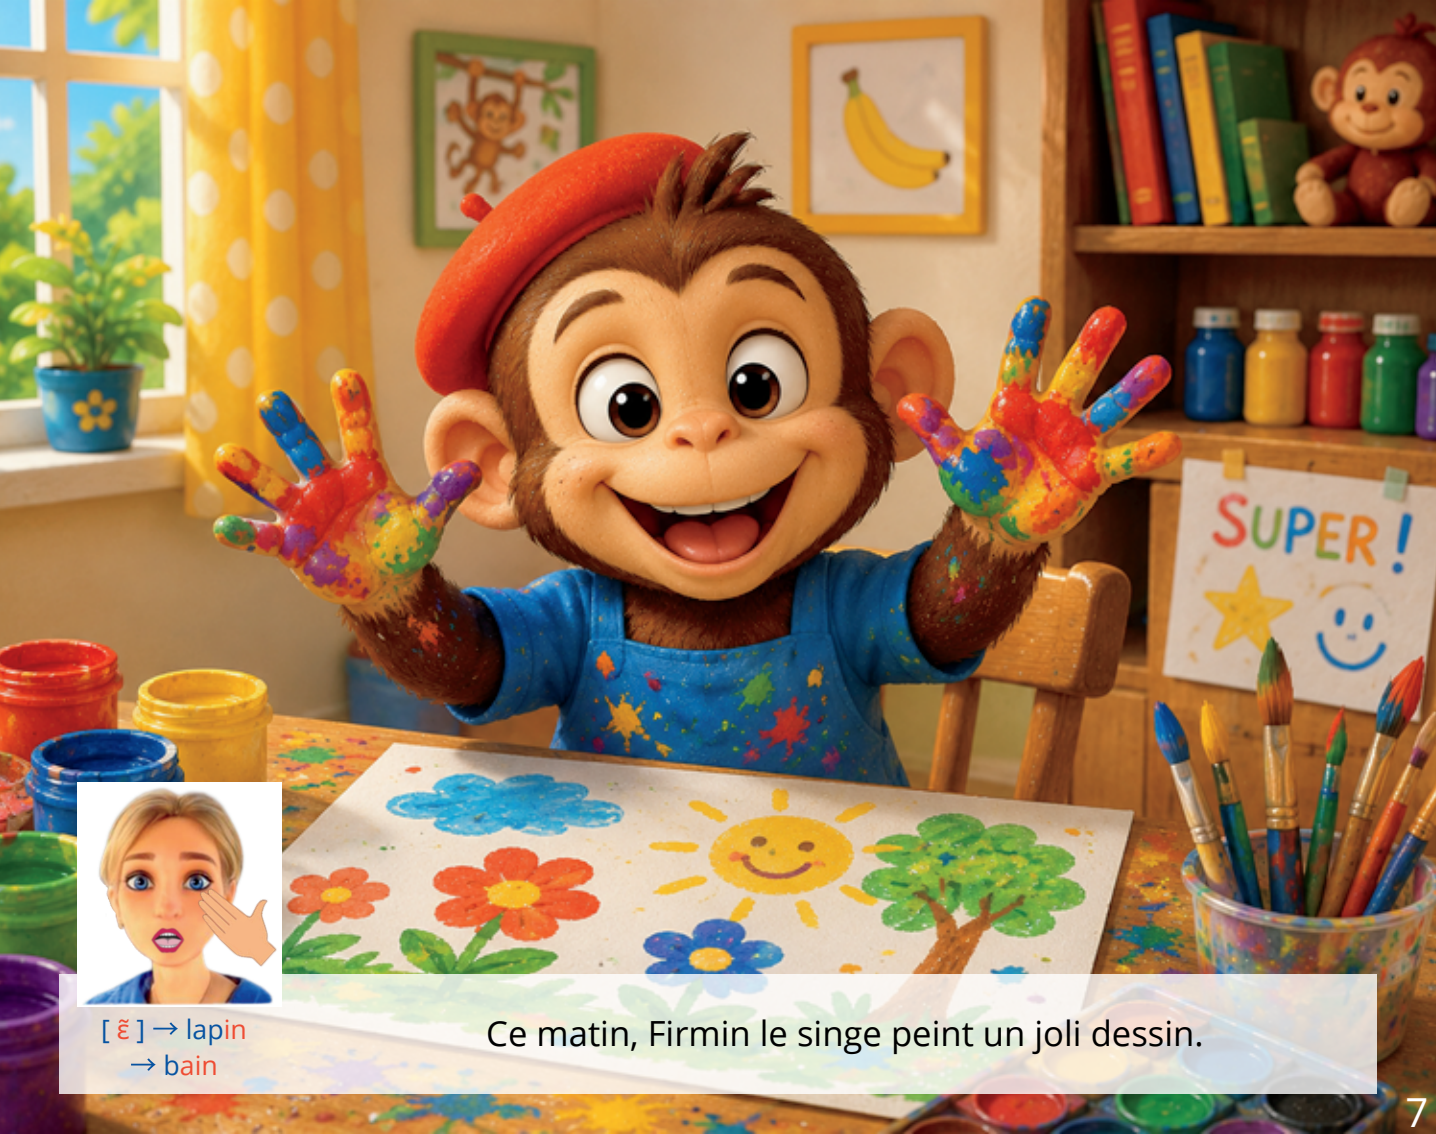 SUPER !
[ ɛ̃ ] → lapin
→ bain
Ce matin, Firmin le singe peint un joli dessin.
7